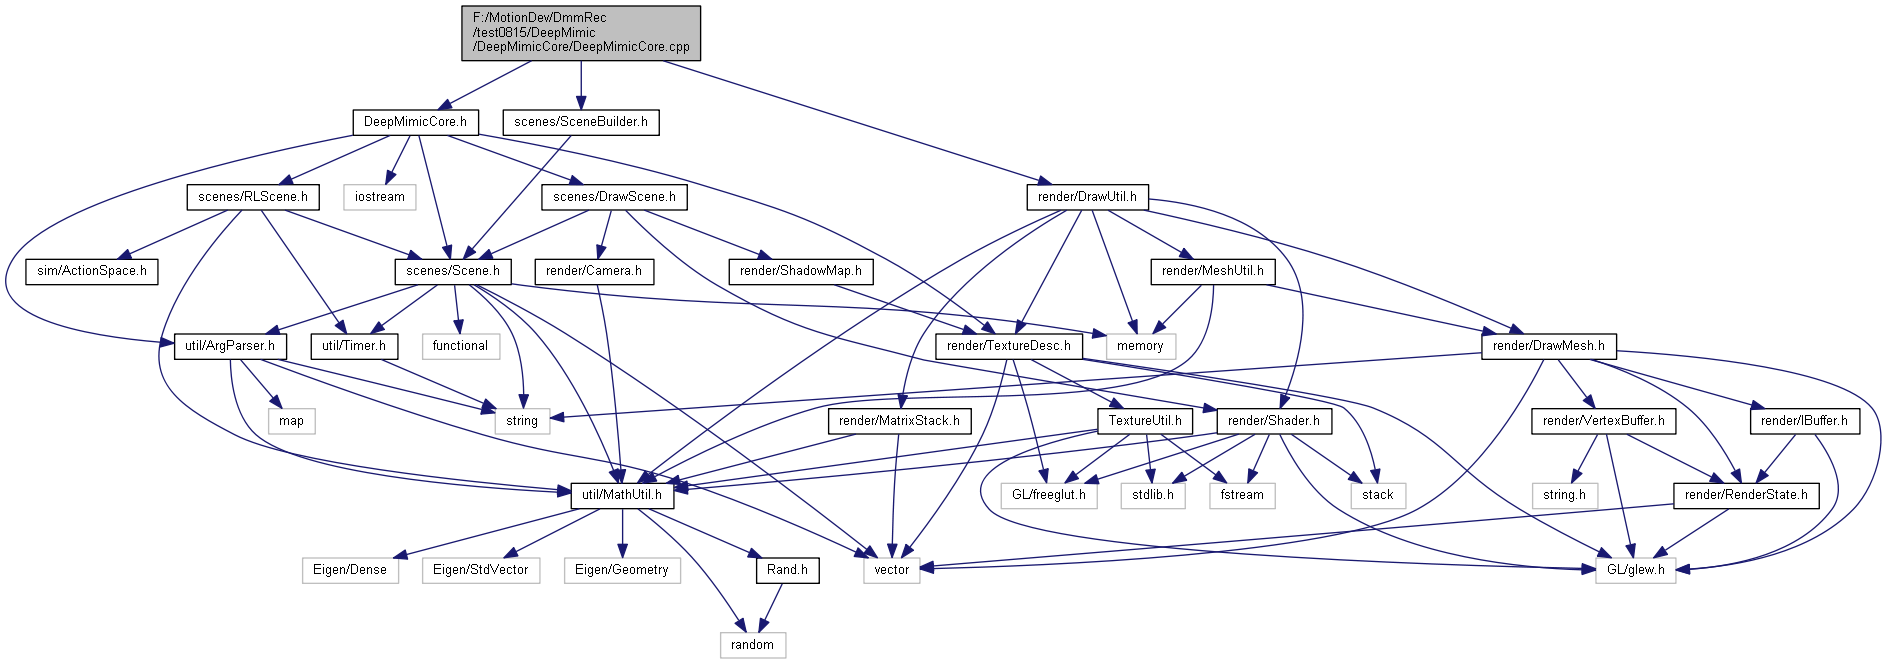 F:/MotionDev/DmmRec
/test0815/DeepMimic
/DeepMimicCore/DeepMimicCore.cpp
DeepMimicCore.h
scenes/SceneBuilder.h
scenes/RLScene.h
iostream
scenes/DrawScene.h
render/DrawUtil.h
sim/ActionSpace.h
scenes/Scene.h
render/Camera.h
render/ShadowMap.h
render/MeshUtil.h
util/ArgParser.h
util/Timer.h
functional
render/TextureDesc.h
memory
render/DrawMesh.h
map
string
render/MatrixStack.h
TextureUtil.h
render/Shader.h
render/VertexBuffer.h
render/IBuffer.h
util/MathUtil.h
GL/freeglut.h
stdlib.h
fstream
stack
string.h
render/RenderState.h
Eigen/Dense
Eigen/StdVector
Eigen/Geometry
Rand.h
vector
GL/glew.h
random